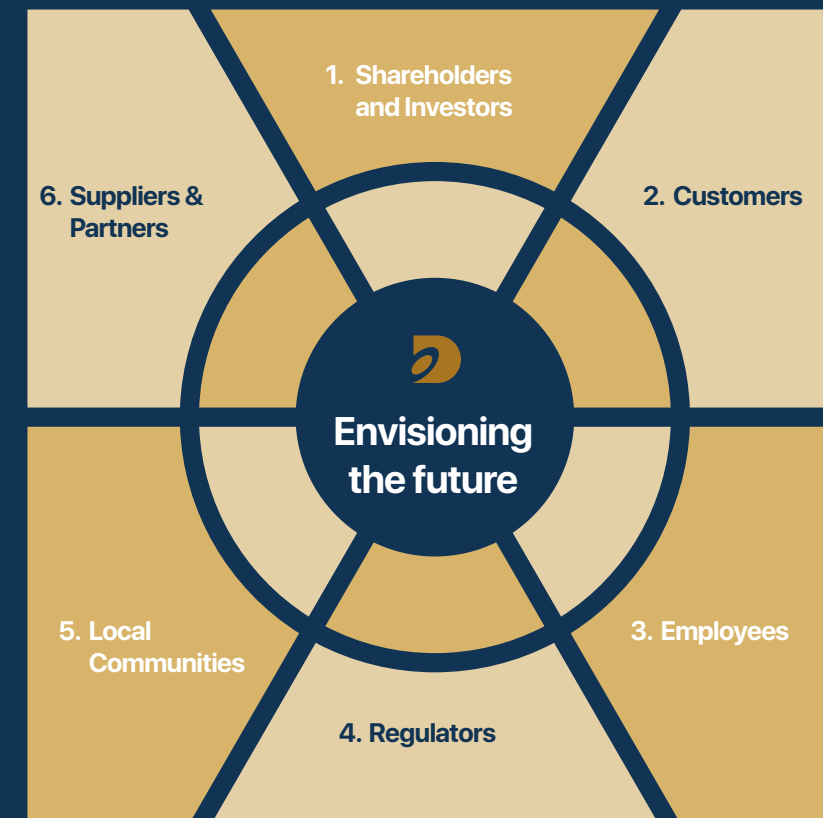 1. Shareholders
and Investors
2. Customers
3. Employees
4. Regulators
5. Local
Communities
6. Suppliers &
Partners
Envisioning
the future